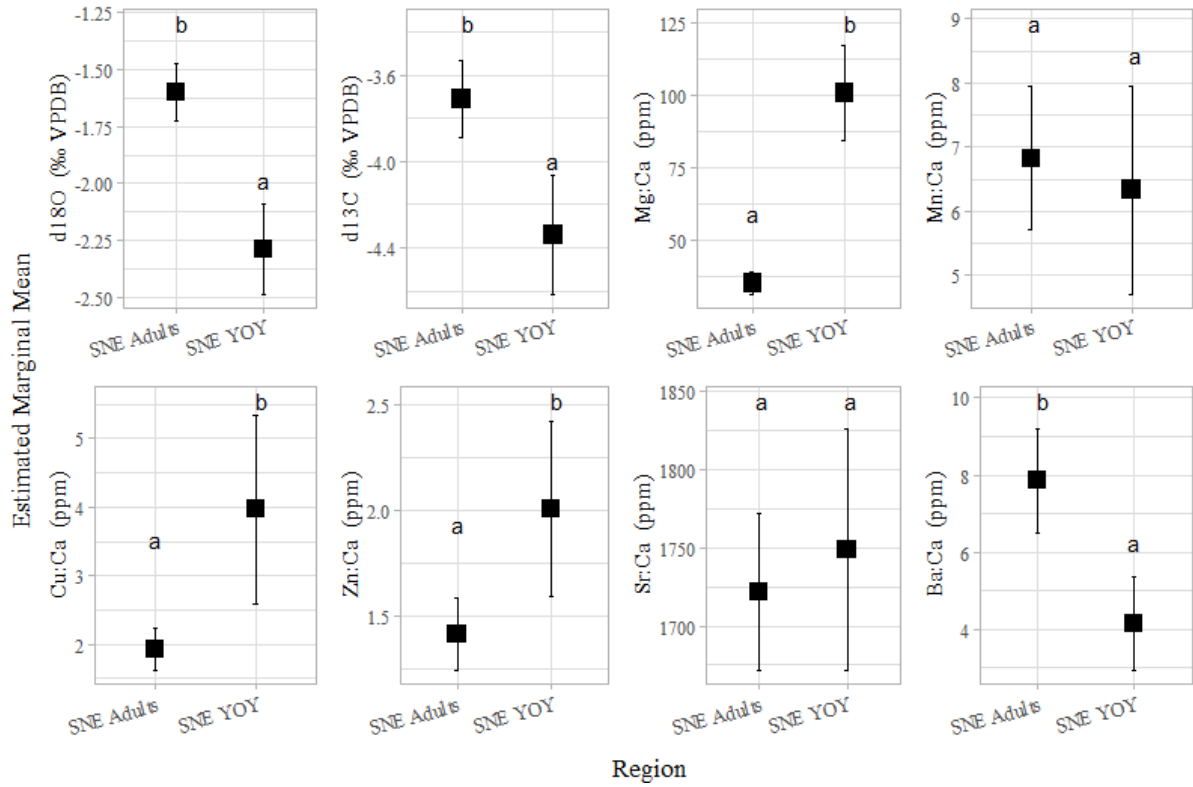 Estimated Marginal Mean
d18O (‰ VPDB)
-1.25
-1.50
-1.75
-2.00
-2.25
-2.50
b
a
SNE Adults
SNE YOY
d13C (‰ VPDB)
-3.6
-4.0
-4.4
b
a
SNE Adults
SNE YOY
Mg:Ca (ppm)
125
100
75
50
a
b
SNE Adults
SNE YOY
Mn:Ca (ppm)
9
8
7
6
5
a
a
SNE Adults
SNE YOY
Cu:Ca (ppm)
5
4
3
2
a
b
SNE Adults
SNE YOY
Zn:Ca (ppm)
2.5
2.0
1.5
a
b
SNE Adults
SNE YOY
Sr:Ca (ppm)
1850
1800
1750
1700
a
a
SNE Adults
SNE YOY
Ba:Ca (ppm)
10
8
6
4
b
a
SNE Adults
SNE YOY
Region